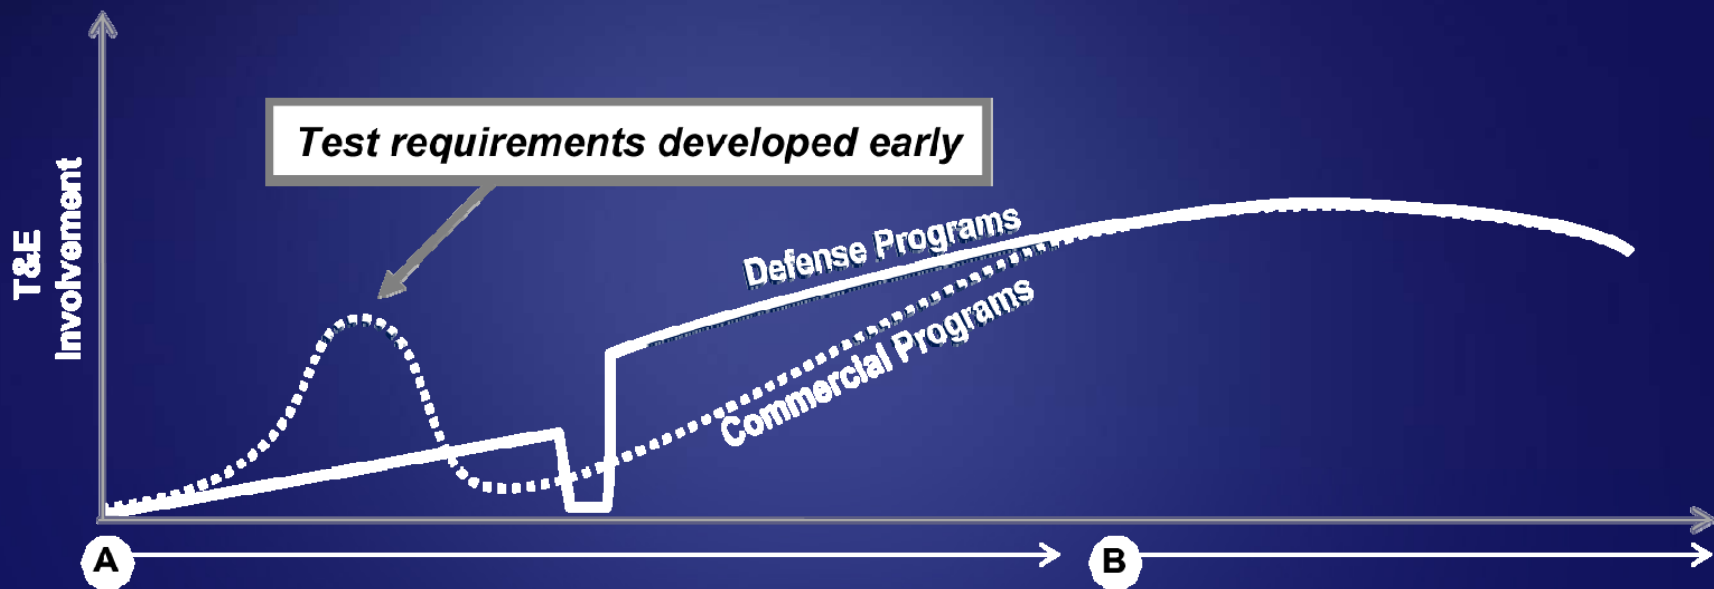 Test requirements developed early
T&E
Involvement
Defense Programs
Commercial Programs
A
B